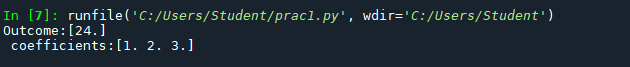 In [7]: runfile('C:/Users/Student/prac1.py', wdir='C:/Users/Student')
Outcome:[24.]
 coefficients:[1. 2. 3.]